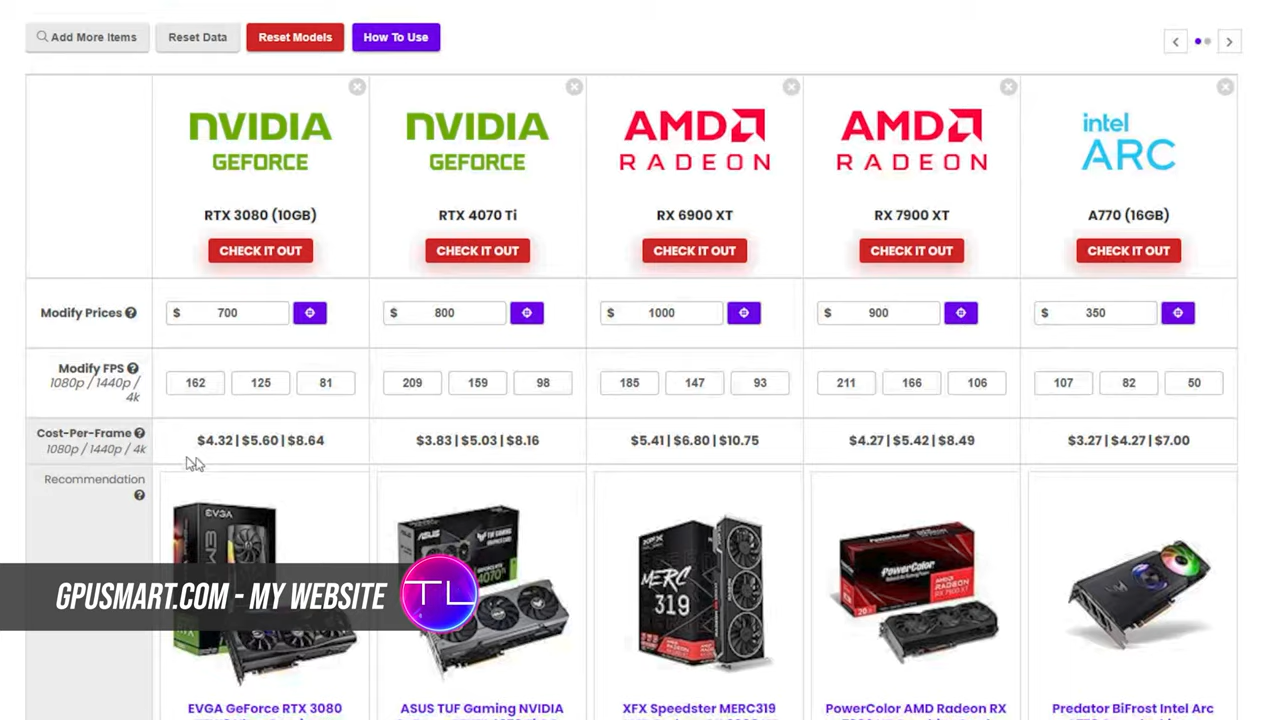 Add More Items
Reset Data
Reset Models
How To Use
NVIDIA
GEFORCE
NVIDIA
GEFORCE
AMD
RADEON
AMD
RADEON
intel
ARC
RTX 3080 (10GB)
RTX 4070 Ti
RX 6900 XT
RX 7900 XT
A770 (16GB)
CHECK IT OUT
CHECK IT OUT
CHECK IT OUT
CHECK IT OUT
CHECK IT OUT
Modify Prices ?
$ 700
$ 800
$ 1000
$ 900
$ 350
Modify FPS ?
1080p / 1440p /
4k
162 125 81
209 159 98
185 147 93
211 166 106
107 82 50
Cost-Per-Frame ?
1080p / 1440p / 4k
$4.32 | $5.60 | $8.64
$3.83 | $5.03 | $8.16
$5.41 | $6.80 | $10.75
$4.27 | $5.42 | $8.49
$3.27 | $4.27 | $7.00
Recommendation
?
EVGA
ASUS
XFX
MERC
319
PowerColor
GPUSMART.COM - MY WEBSITE
TL
EVGA GeForce RTX 3080
ASUS TUF Gaming NVIDIA
XFX Speedster MERC319
PowerColor AMD Radeon RX
Predator BiFrost Intel Arc